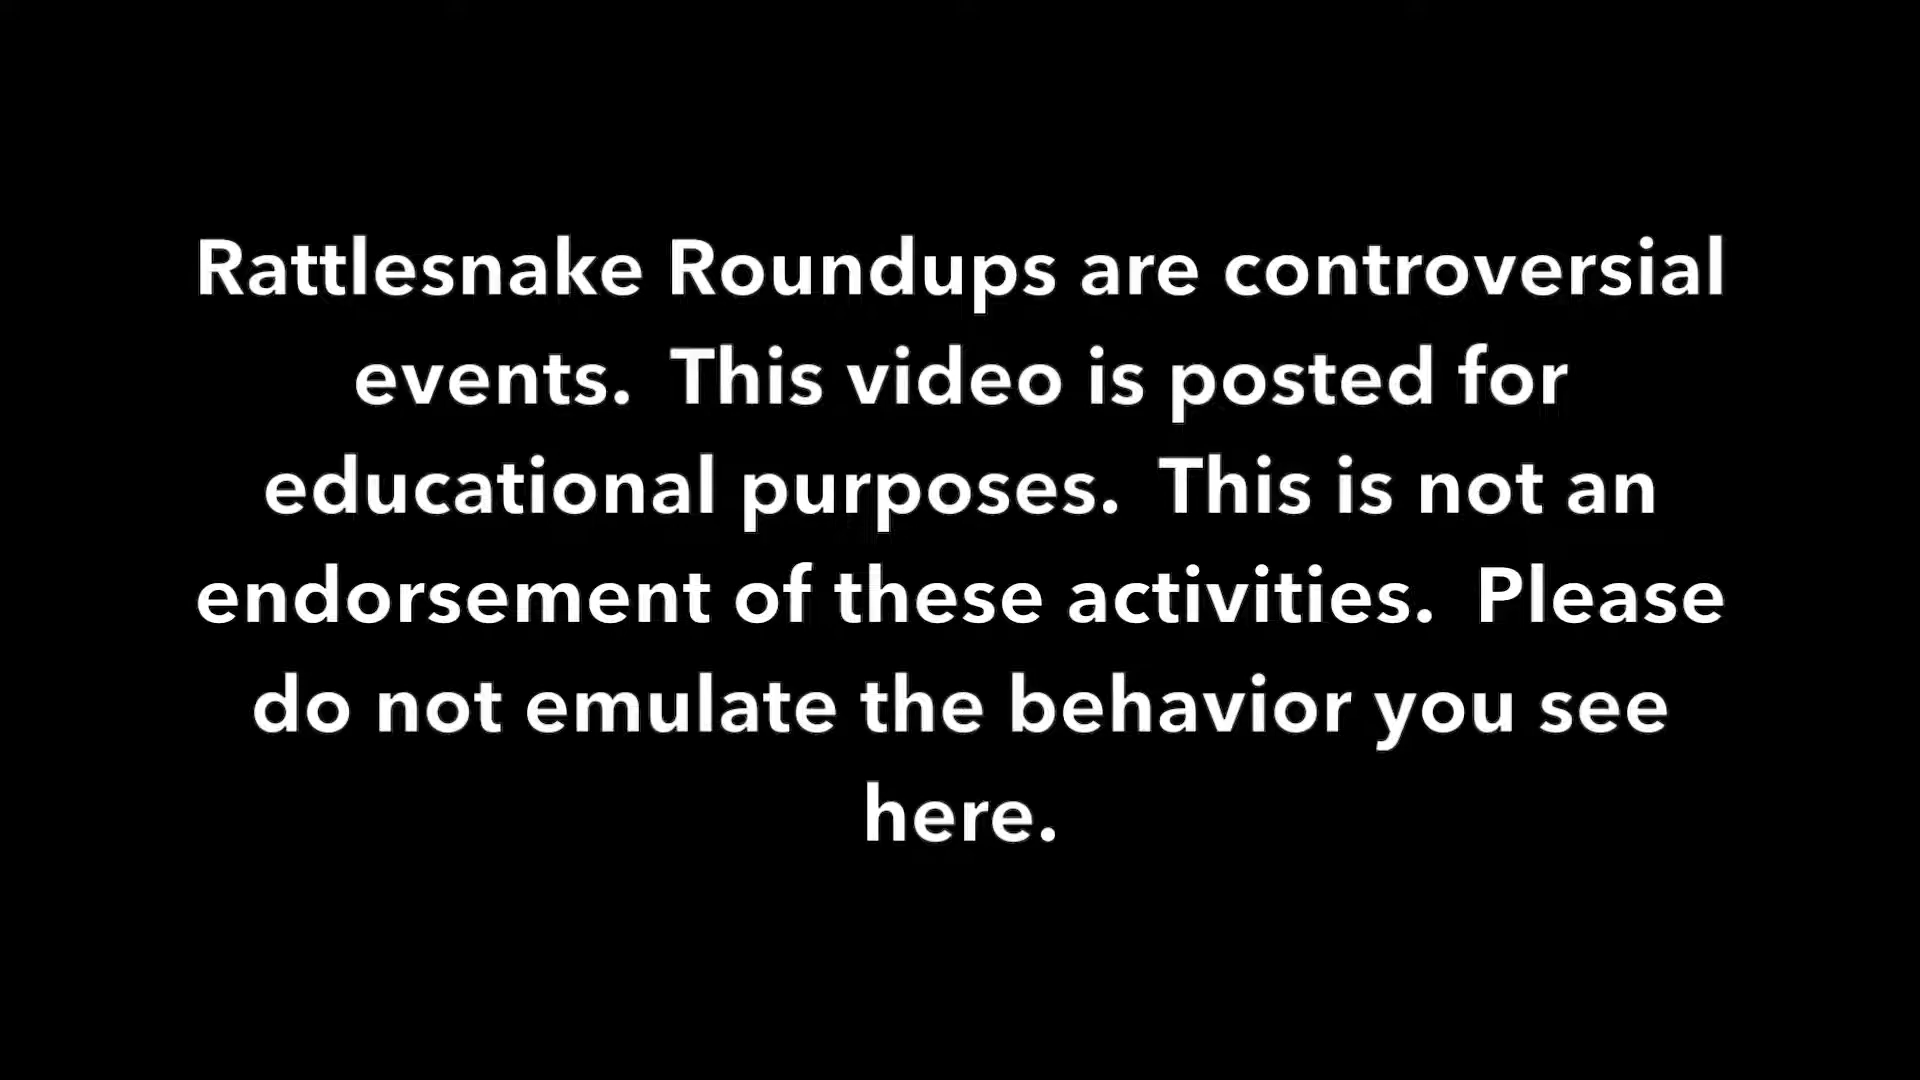 Rattlesnake Roundups are controversial
events.  This video is posted for
educational purposes.  This is not an
endorsement of these activities.  Please
do not emulate the behavior you see
here.